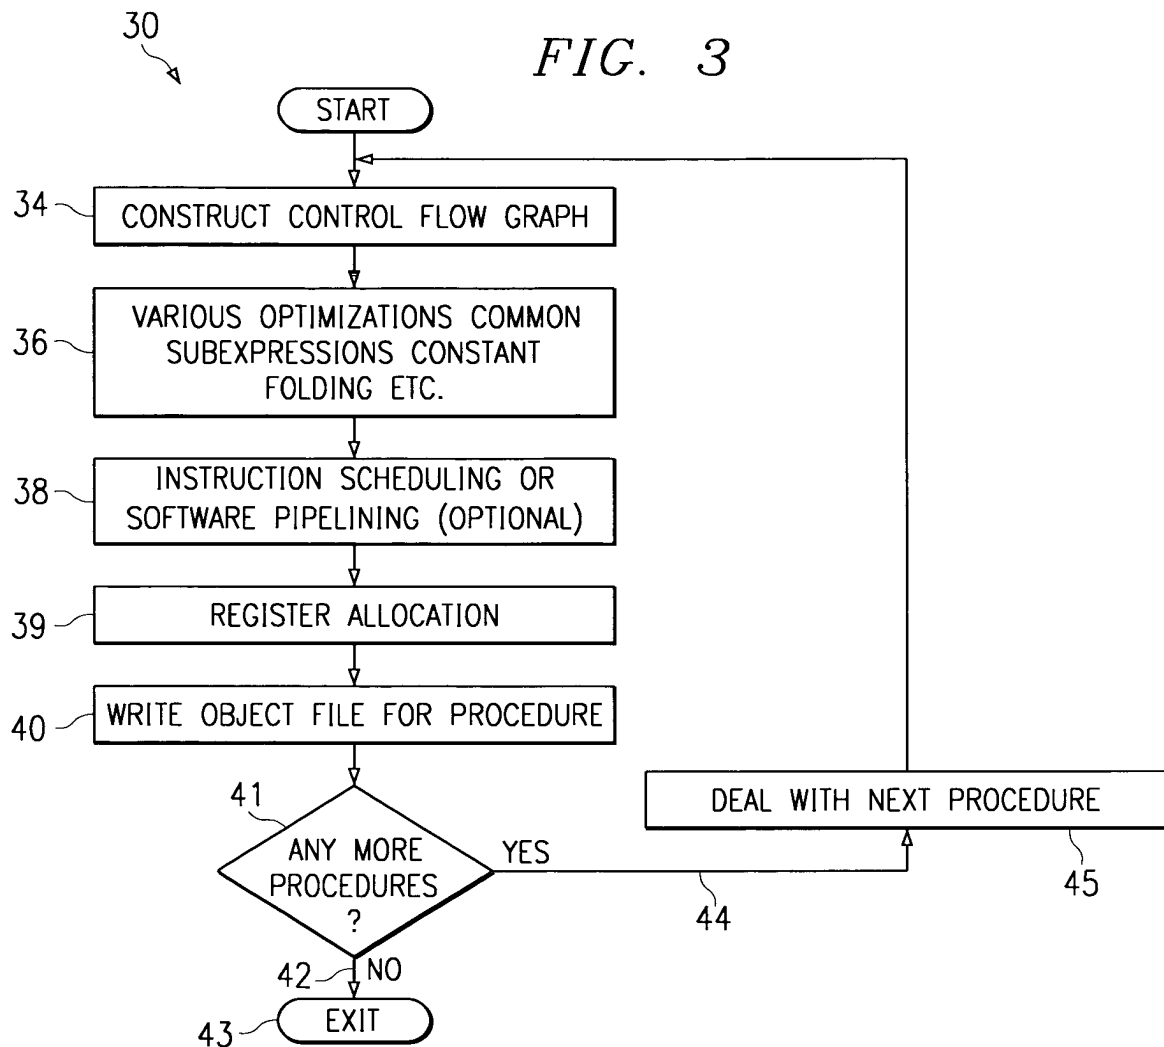 30
FIG. 3
START
34
CONSTRUCT CONTROL FLOW GRAPH
36
VARIOUS OPTIMIZATIONS COMMON
SUBEXPRESSIONS CONSTANT
FOLDING ETC.
38
INSTRUCTION SCHEDULING OR
SOFTWARE PIPELINING (OPTIONAL)
39
REGISTER ALLOCATION
40
WRITE OBJECT FILE FOR PROCEDURE
41
ANY MORE
PROCEDURES
?
YES
44
DEAL WITH NEXT PROCEDURE
45
42
NO
43
EXIT